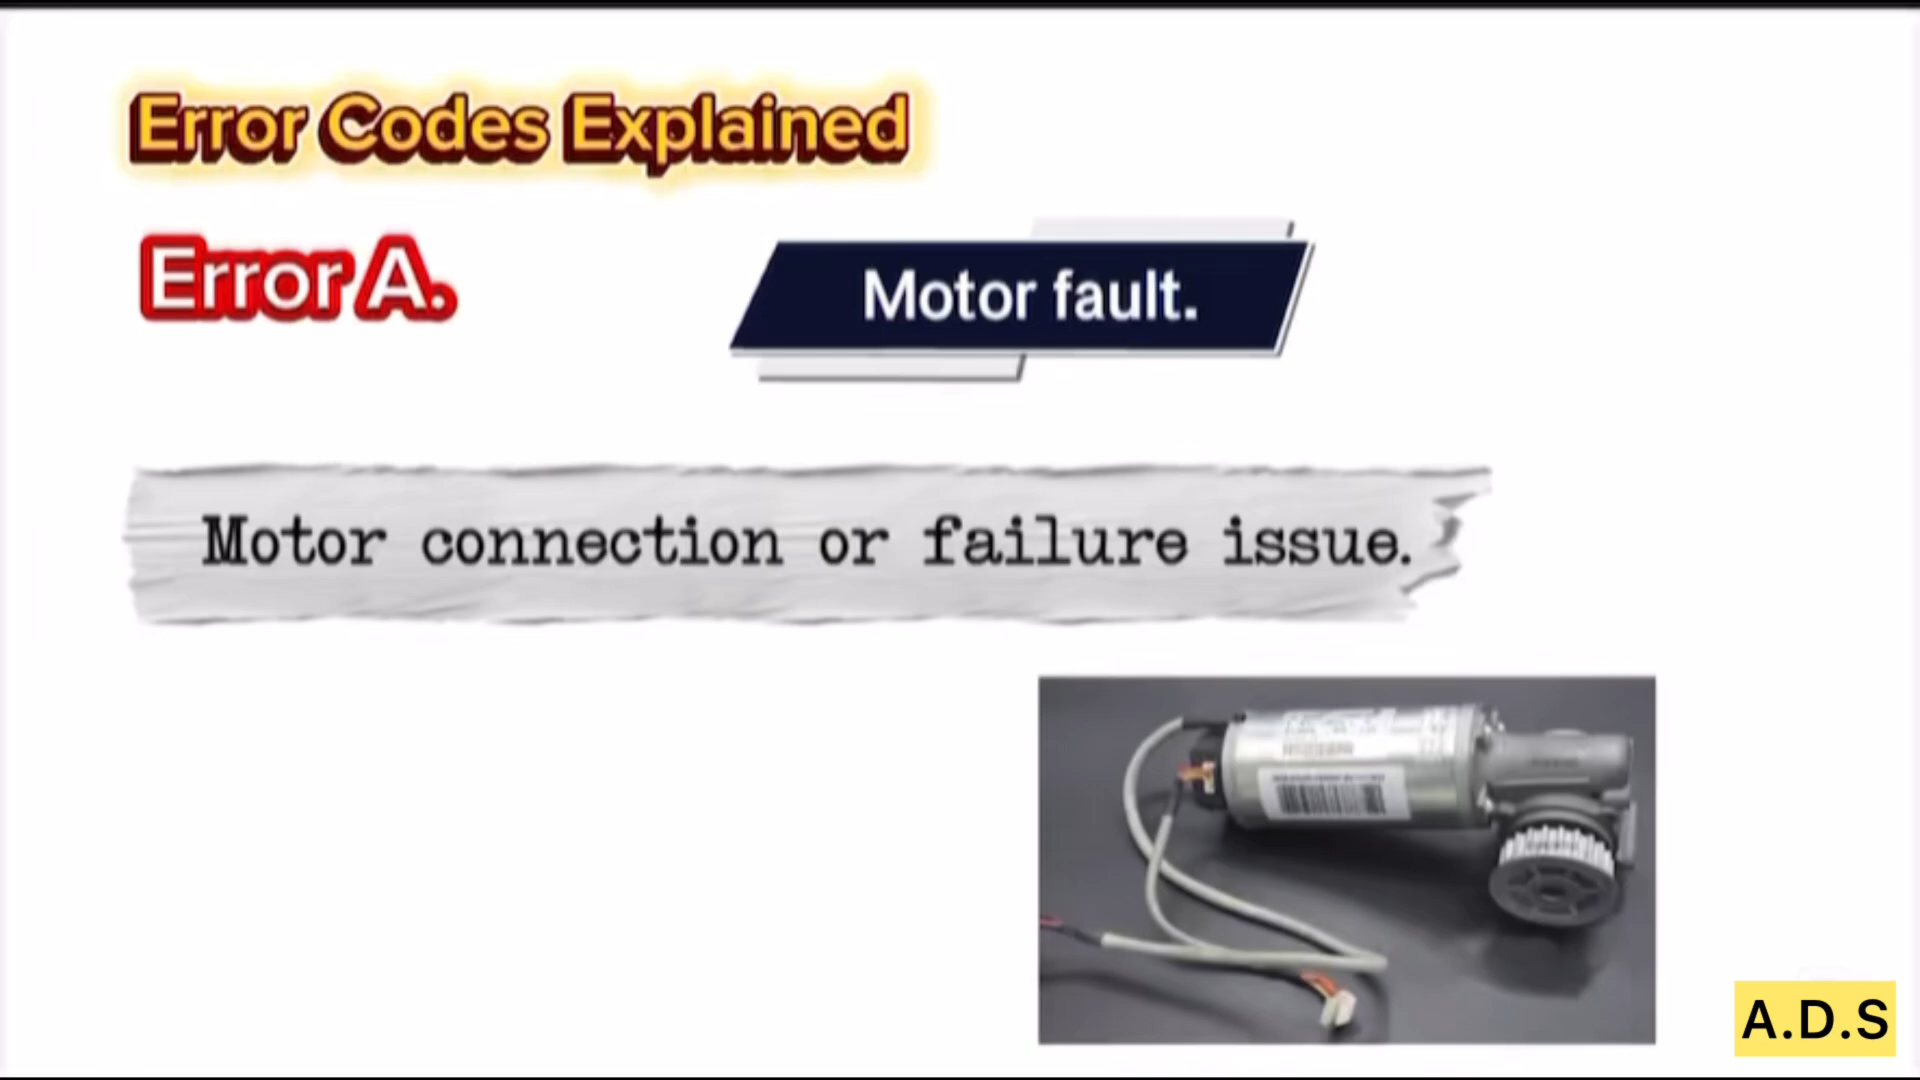 Error Codes Explained
Error A.
Motor fault.
Motor connection or failure issue.
A.D.S